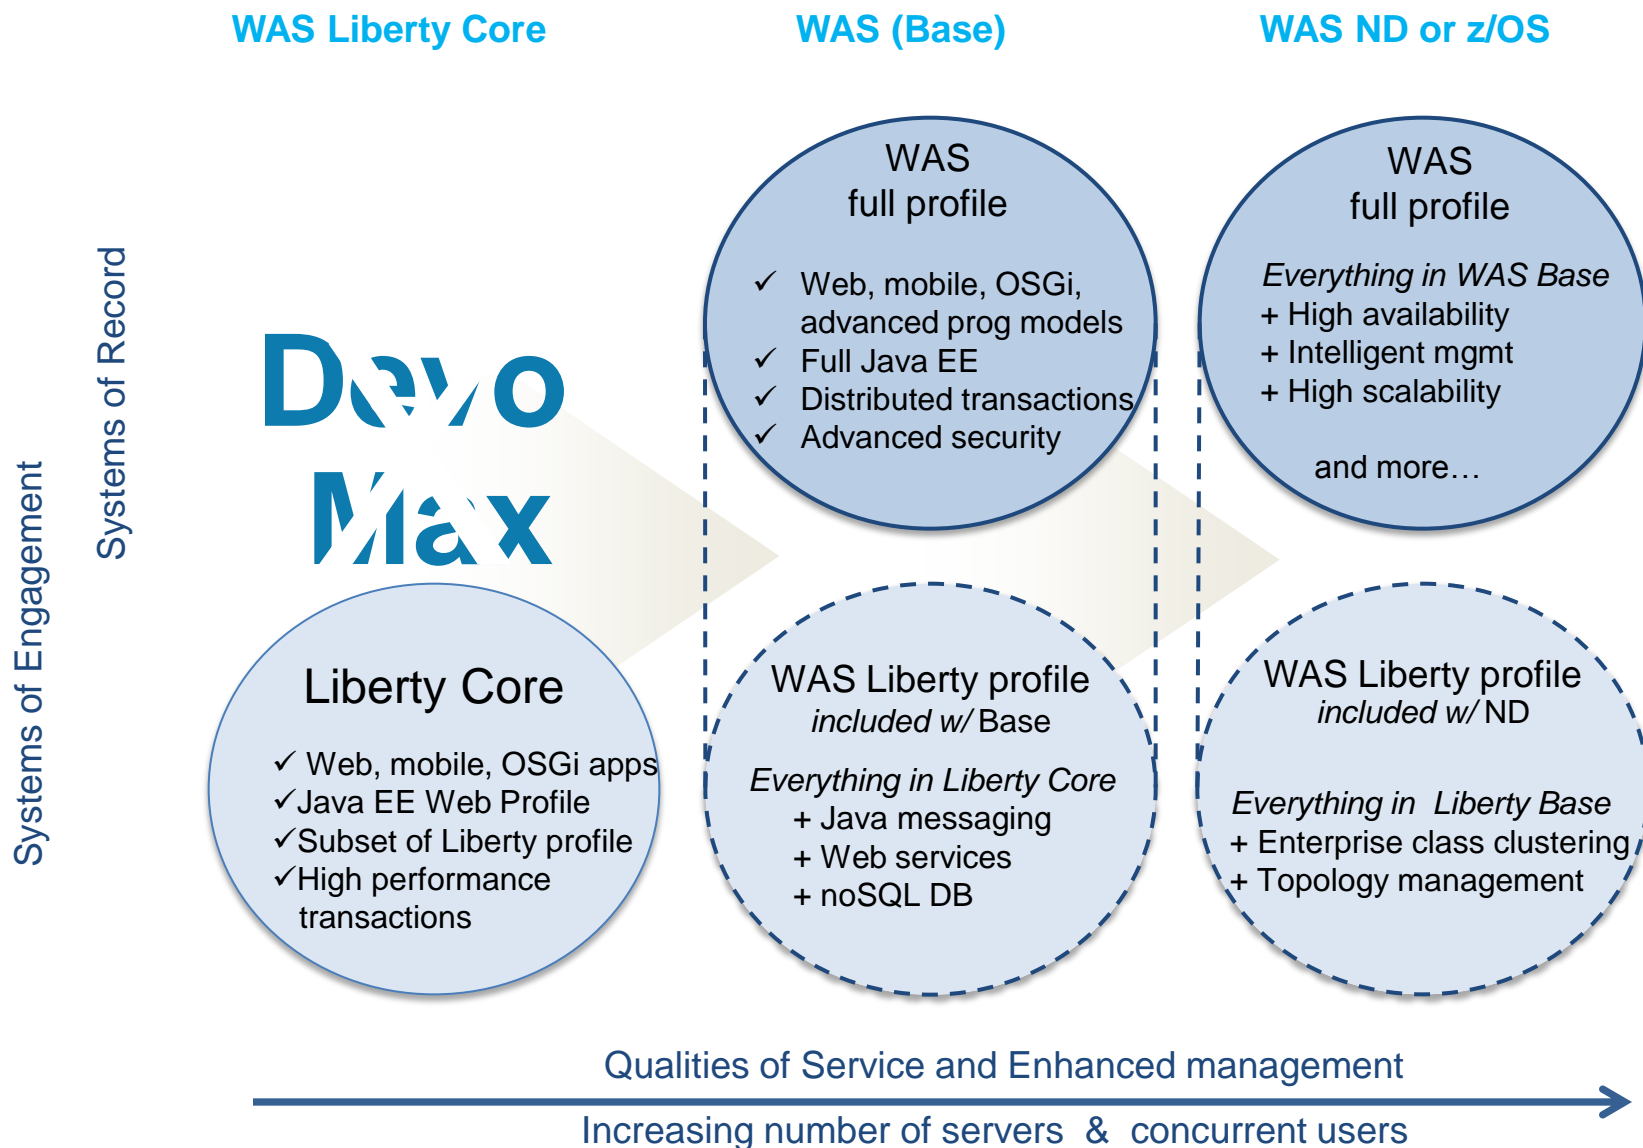 WAS Liberty Core
WAS (Base)
WAS ND or z/OS
Systems of Record
Systems of Engagement
Devo
Max
WAS
full profile
✓ Web, mobile, OSGi,
advanced prog models
✓ Full Java EE
✓ Distributed transactions
✓ Advanced security
WAS
full profile
Everything in WAS Base
+ High availability
+ Intelligent mgmt
+ High scalability
and more…
Liberty Core
✓ Web, mobile, OSGi apps
✓Java EE Web Profile
✓Subset of Liberty profile
✓High performance
transactions
WAS Liberty profile
included w/ Base
Everything in Liberty Core
+ Java messaging
+ Web services
+ noSQL DB
WAS Liberty profile
included w/ ND
Everything in Liberty Base
+ Enterprise class clustering
+ Topology management
Qualities of Service and Enhanced management
Increasing number of servers & concurrent users